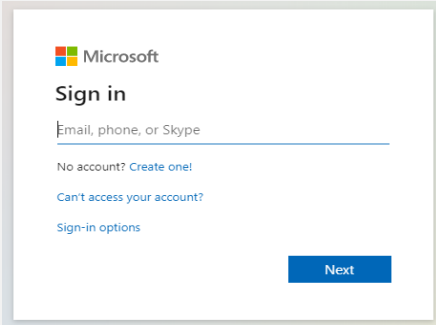 Microsoft
Sign in
Email, phone, or Skype
No account? Create one!
Can't access your account?
Sign-in options
Next